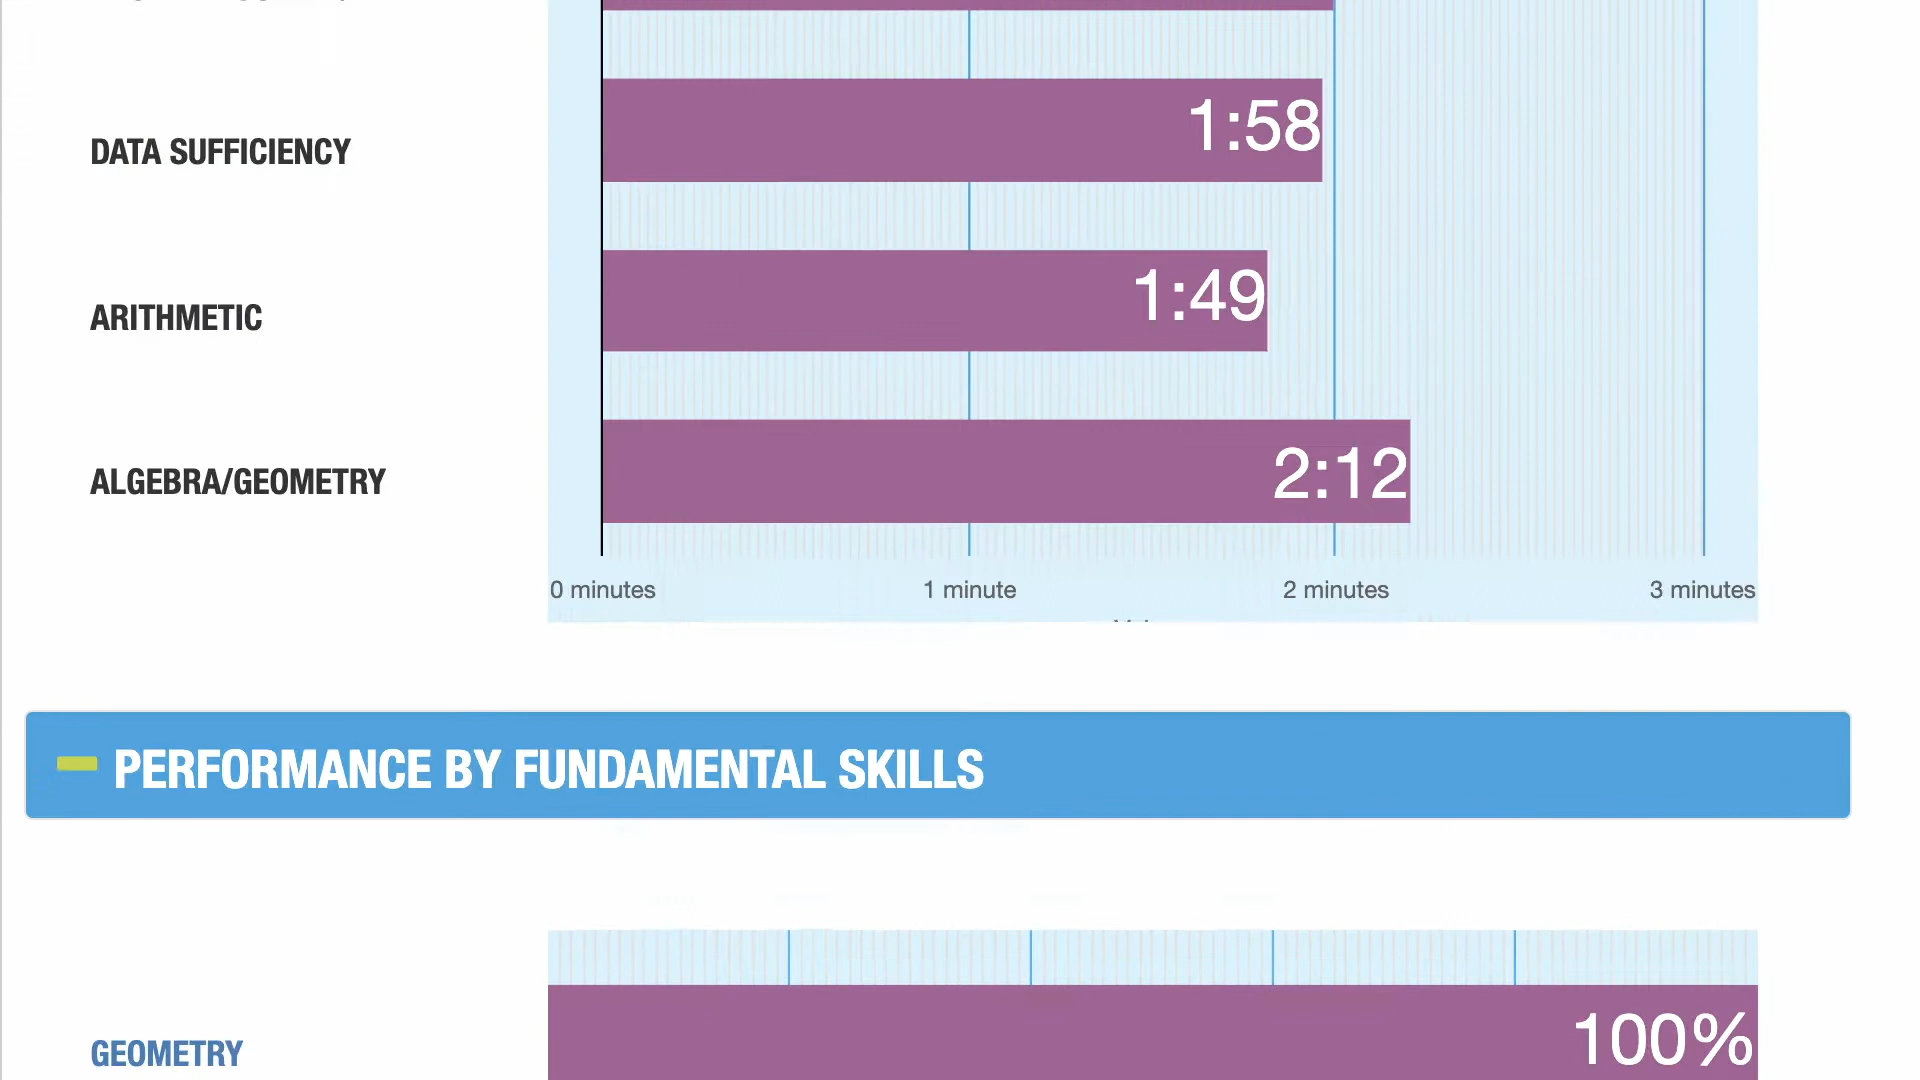 DATA SUFFICIENCY
1:58
ARITHMETIC
1:49
ALGEBRA/GEOMETRY
2:12
0 minutes 1 minute 2 minutes 3 minutes
PERFORMANCE BY FUNDAMENTAL SKILLS
GEOMETRY
100%